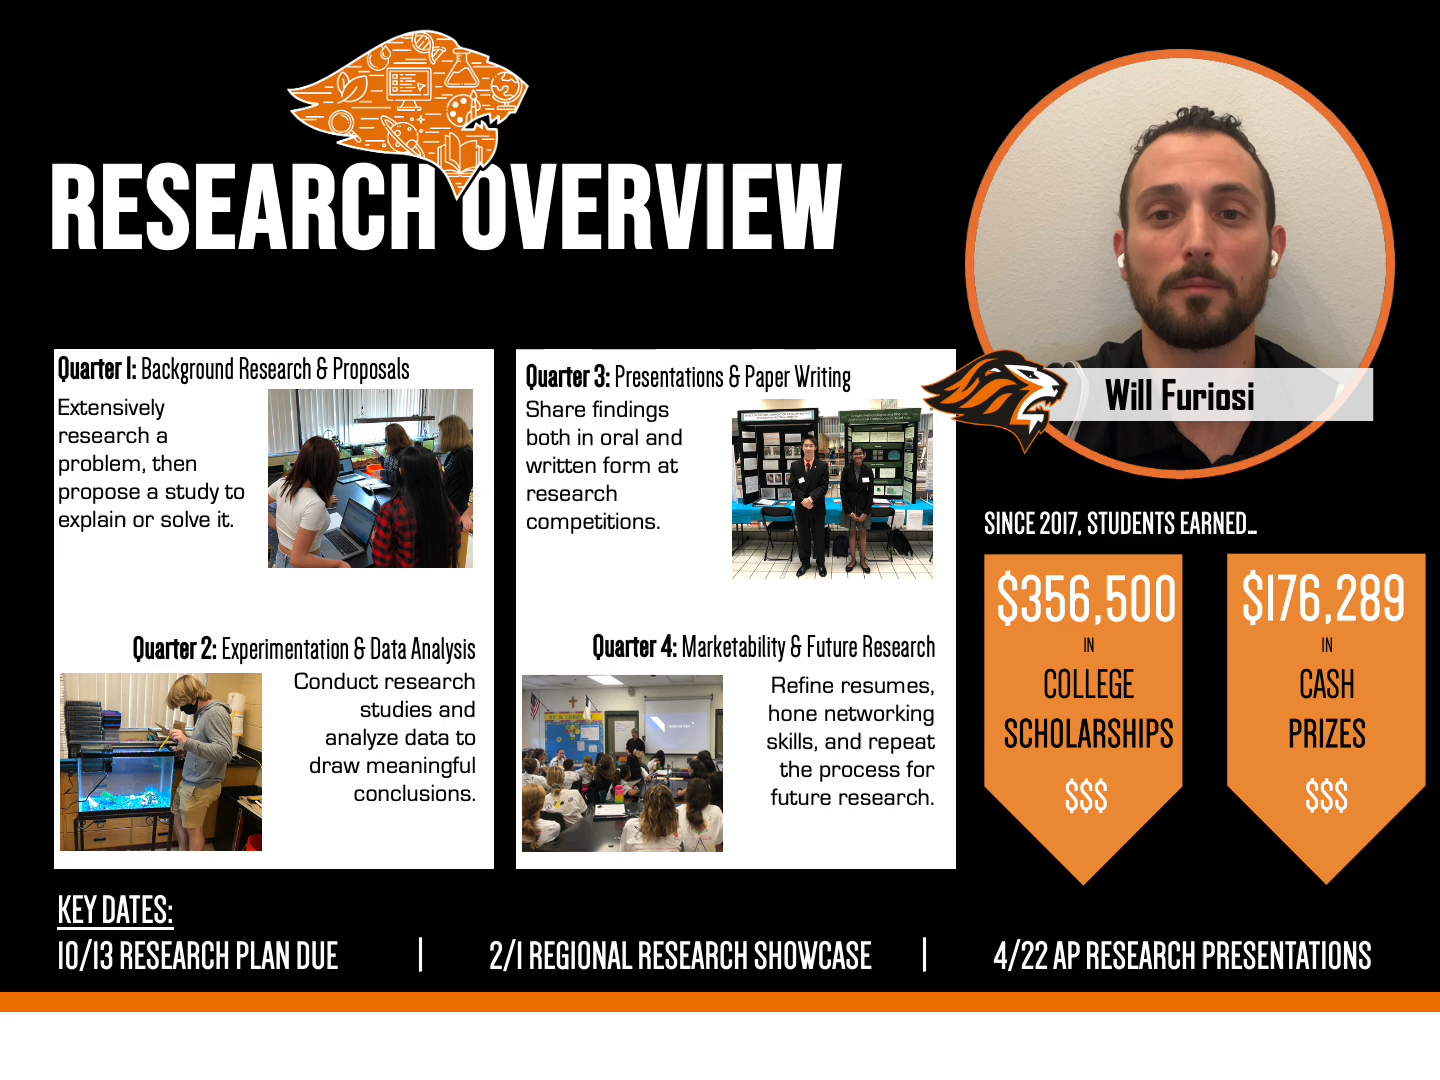 RESEARCH OVERVIEW
Will Furiosi
Quarter 1: Background Research & Proposals
Extensively
research a
problem, then
propose a study to
explain or solve it.
Quarter 2: Experimentation & Data Analysis
Conduct research
studies and
analyze data to
draw meaningful
conclusions.
Quarter 3: Presentations & Paper Writing
Share findings
both in oral and
written form at
research
competitions.
Quarter 4: Marketability & Future Research
Refine resumes,
hone networking
skills, and repeat
the process for
future research.
SINCE 2017, STUDENTS EARNED...
$356,500
IN
COLLEGE
SCHOLARSHIPS
$$$
$176,289
IN
CASH
PRIZES
$$$
KEY DATES:
10/13 RESEARCH PLAN DUE | 2/1 REGIONAL RESEARCH SHOWCASE | 4/22 AP RESEARCH PRESENTATIONS